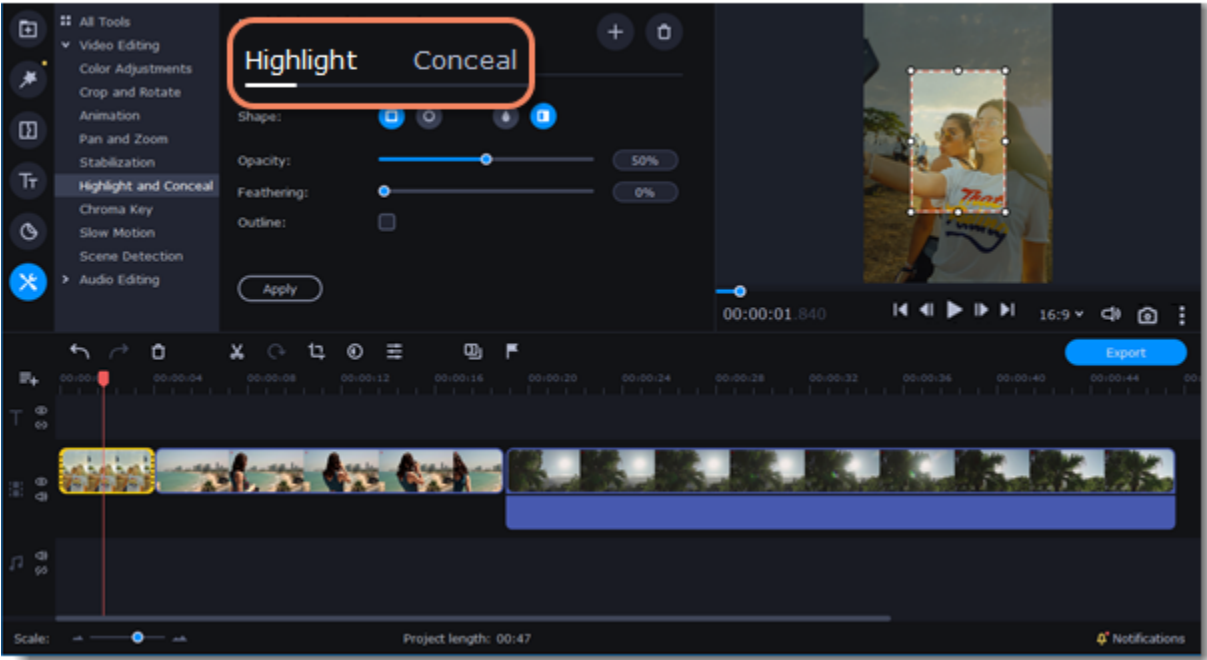 All Tools
Video Editing
Color Adjustments
Crop and Rotate
Animation
Pan and Zoom
Stabilization
Highlight and Conceal
Chroma Key
Slow Motion
Scene Detection
Audio Editing
Highlight Conceal
Shape:
Opacity: 50%
Feathering: 0%
Outline:
Apply
That
00:00:01.840
16:9
Export
00:00:04 00:00:08 00:00:12 00:00:16 00:00:20 00:00:24 00:00:28 00:00:32 00:00:36 00:00:40 00:00:44
Scale:
Project length: 00:47
Notifications